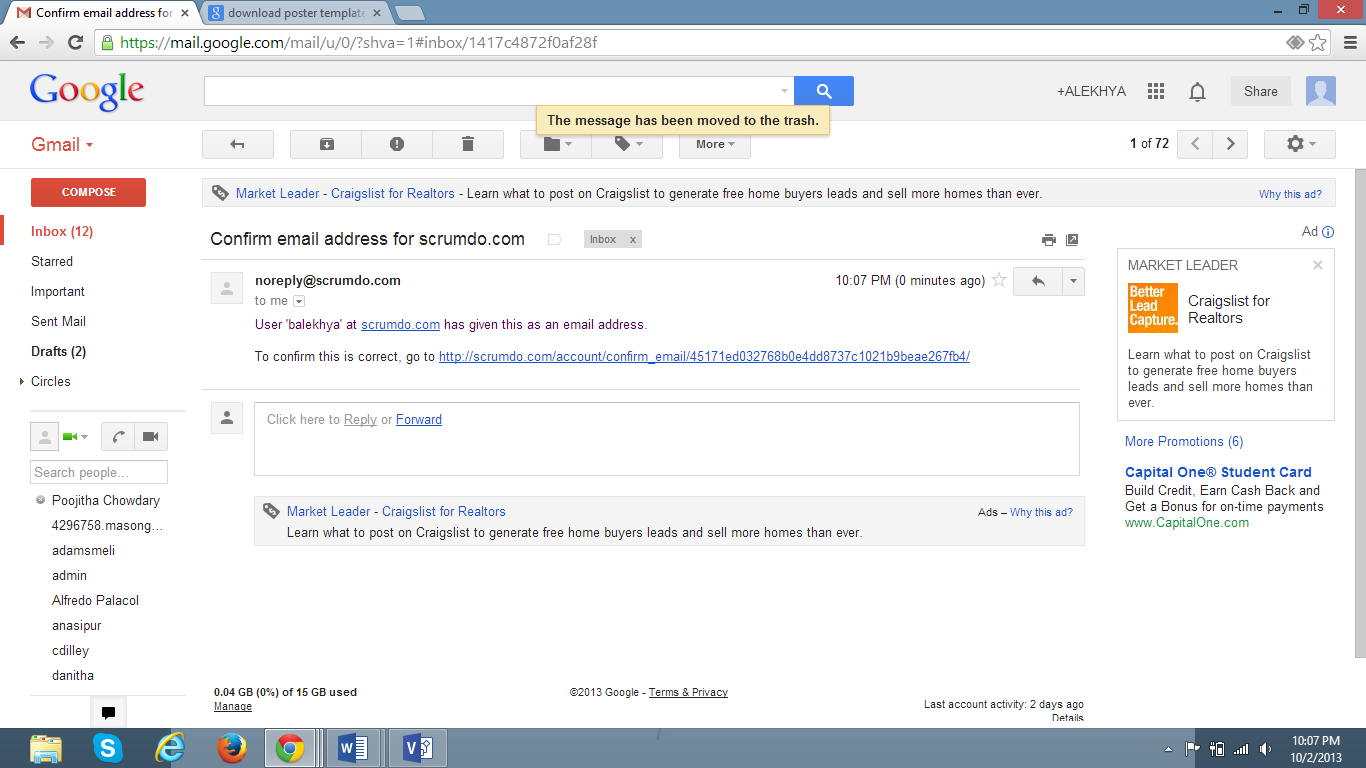 Confirm email address for
download poster template
https://mail.google.com/mail/u/0/?shva=1#inbox/1417c4872f0af28f
Google
+ALEKHYA
Share
The message has been moved to the trash.
Gmail
More
1 of 72
COMPOSE
Market Leader - Craigslist for Realtors - Learn what to post on Craigslist to generate free home buyers leads and sell more homes than ever.
Why this ad?
Inbox (12)
Starred
Important
Sent Mail
Drafts (2)
Circles
Search people...
Poojitha Chowdary
4296758.masong...
adamsmeli
admin
Alfredo Palacol
anasipur
cdilley
danitha
Confirm email address for scrumdo.com
Inbox x
noreply@scrumdo.com
10:07 PM (0 minutes ago)
to me
User 'balekhya' at scrumdo.com has given this as an email address.
To confirm this is correct, go to http://scrumdo.com/account/confirm_email/45171ed032768b0e4dd8737c1021b9beae267fb4/
Click here to Reply or Forward
Market Leader - Craigslist for Realtors
Ads – Why this ad?
Learn what to post on Craigslist to generate free home buyers leads and sell more homes than ever.
Ad
MARKET LEADER
Better
Lead
Capture.
Craigslist for
Realtors
Learn what to post on Craigslist
to generate free home buyers
leads and sell more homes than
ever.
More Promotions (6)
Capital One® Student Card
Build Credit, Earn Cash Back and
Get a Bonus for on-time payments
www.CapitalOne.com
0.04 GB (0%) of 15 GB used
Manage
©2013 Google - Terms & Privacy
Last account activity: 2 days ago
Details
10:07 PM
10/2/2013